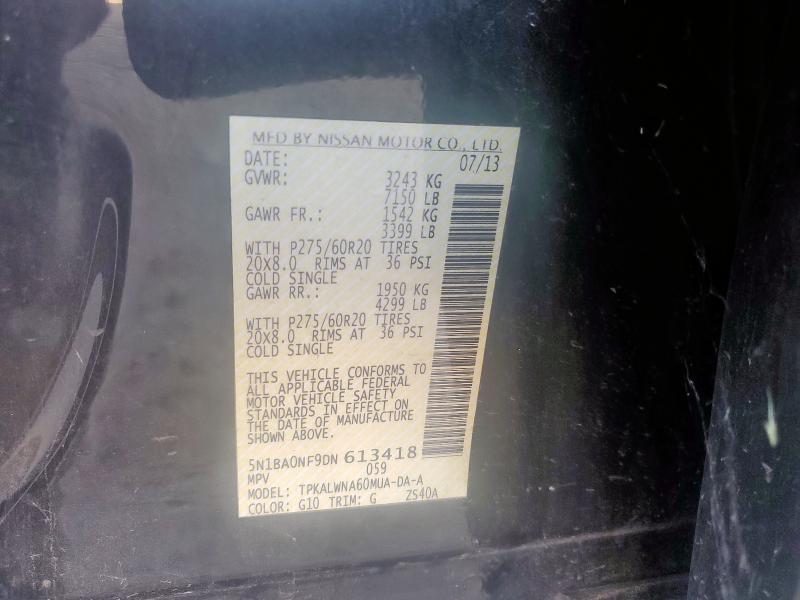 MFD BY NISSAN MOTOR CO., LTD.
DATE: 07/13
GVWR: 3243 KG
7150 LB
GAWR FR.: 1542 KG
3399 LB
WITH P275/60R20 TIRES
20X8.0 RIMS AT 36 PSI
COLD SINGLE
GAWR RR.: 1950 KG
4299 LB
WITH P275/60R20 TIRES
20X8.0 RIMS AT 36 PSI
COLD SINGLE
THIS VEHICLE CONFORMS TO
ALL APPLICABLE FEDERAL
MOTOR VEHICLE SAFETY
STANDARDS IN EFFECT ON
THE DATE OF MANUFACTURE
SHOWN ABOVE.
5N1BA0NF9DN 613418
MPV 059
MODEL: TPKALWNA60MUA-DA-A
COLOR: G10 TRIM: G ZS40A